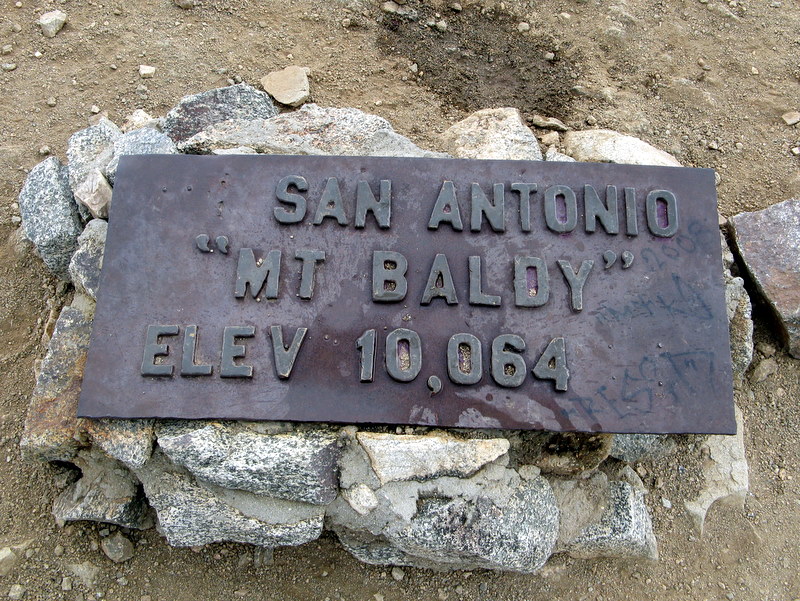 SAN ANTONIO
“MT BALDY”
ELEV 10,064